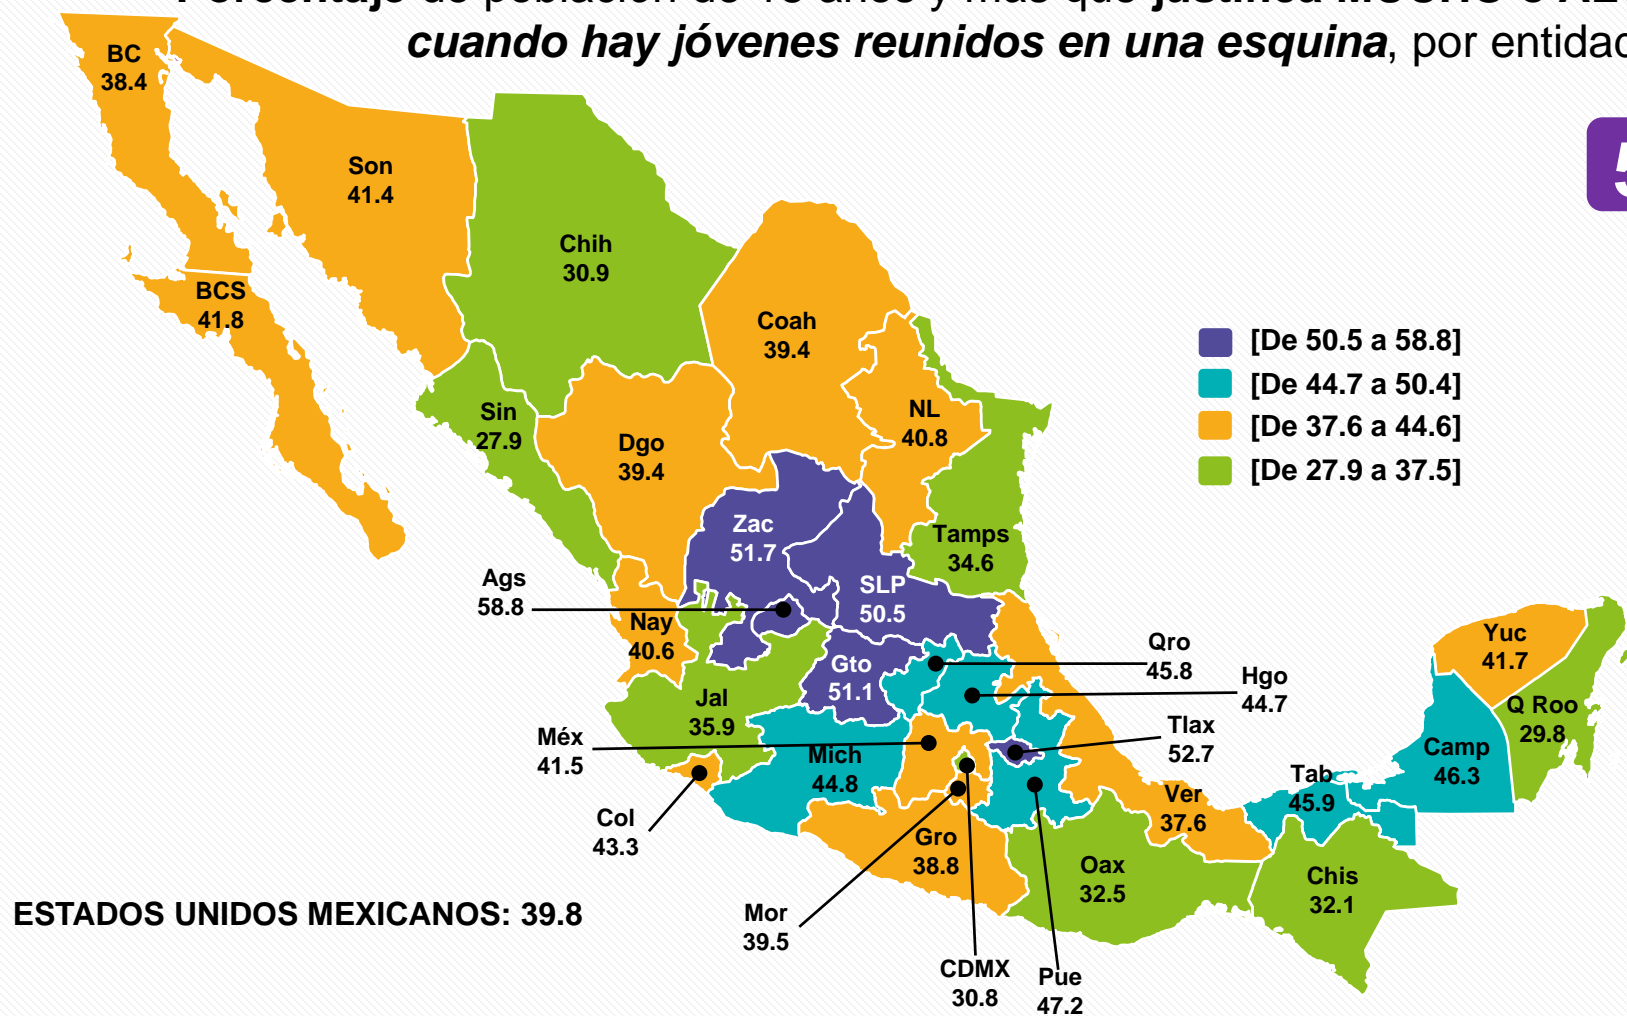 cuando hay jóvenes reunidos en una esquina, por entidad
BC
38.4
Son
41.4
Chih
30.9
BCS
41.8
Coah
39.4
Sin
27.9
Dgo
39.4
NL
40.8
[De 50.5 a 58.8]
[De 44.7 a 50.4]
[De 37.6 a 44.6]
[De 27.9 a 37.5]
Zac
51.7
Tamps
34.6
Ags
58.8
SLP
50.5
Nay
40.6
Gto
51.1
Qro
45.8
Hgo
44.7
Yuc
41.7
Jal
35.9
Q Roo
29.8
Méx
41.5
Mich
44.8
Tlax
52.7
Camp
46.3
Tab
45.9
Col
43.3
Ver
37.6
Gro
38.8
Oax
32.5
Chis
32.1
ESTADOS UNIDOS MEXICANOS: 39.8
Mor
39.5
CDMX
30.8
Pue
47.2